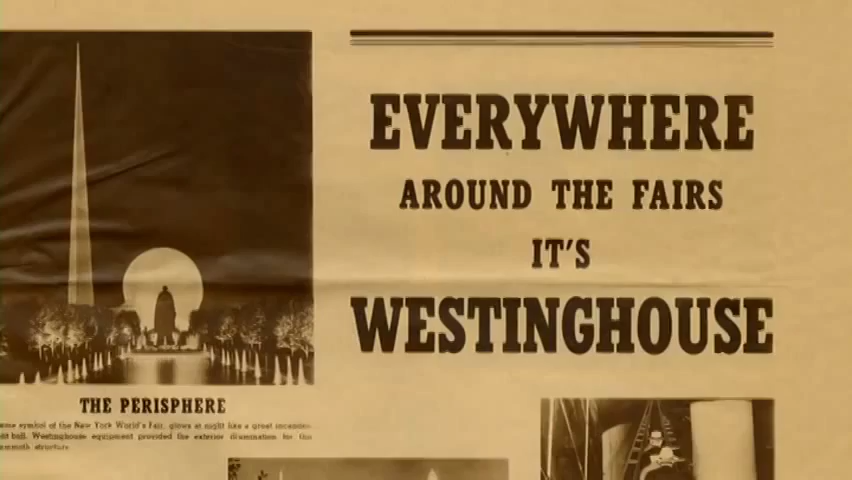 EVERYWHERE
AROUND THE FAIRS
IT'S
WESTINGHOUSE
THE PERISPHERE
symbol of the New York World's Fair, glows at night like a great
ball. Westinghouse equipment provided the exterior illumination for this
structure.